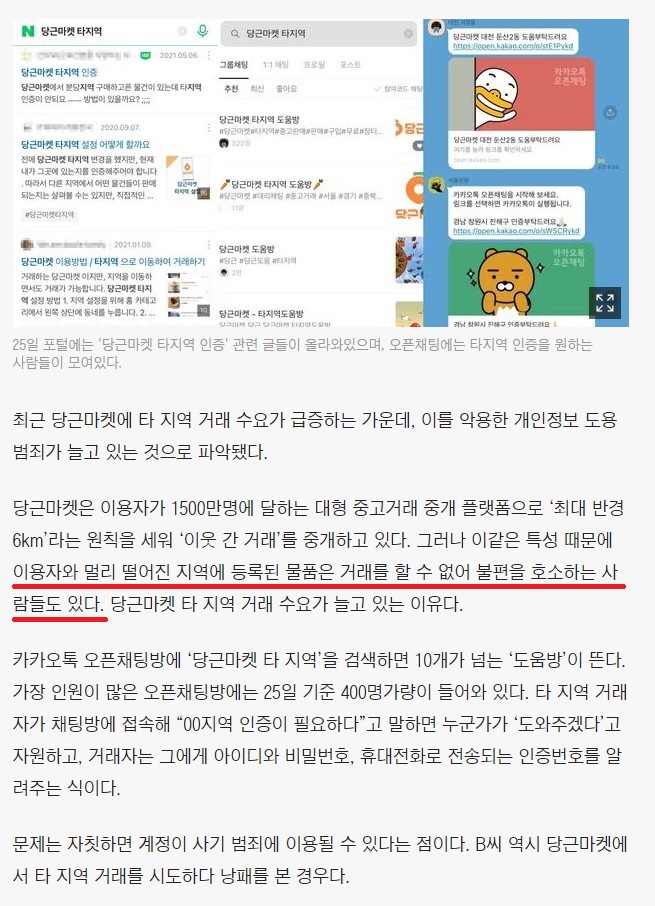 당근마켓 타지역
2021.05.06.
당근마켓 타지역 인증
당근마켓에서 분당지역 구매하고픈 물건이 있는데 타지역
인증이 안되요 방법이 있을까요? ;;;;
2020.09.07.
당근마켓 타지역 설정 어떻게 할까요
전에 당근마켓 타지역 변경을 했지만, 현재
내가 그곳에 있는지를 인증해주어야 합니다
. 따라서 다른 지역에서 어떤 물건들이 판매
되는지는 살펴볼 수 있지만, 직접적인
#당근마켓타지역
2021.01.09.
당근마켓 이용방법 / 타지역 으로 이동하여 거래하기
거래하는 당근마켓 이지만, 지역을 이동하
면서도 거래가 가능합니다. 당근마켓 타지
역 설정 방법 1. 지역 설정을 위해 홈 카테고
리에서 왼쪽 상단에 동네를 누릅니다. 2. ...
10
당근마켓 타지역
그룹채팅 1:1 채팅 프로필 포스트
추천 최신 좋아요 참여코드 채팅
당근마켓 타지역 도움방
#당근마켓#타지역#중고판매#판매#구입#무료#장터...
🥕당근마켓 타지역 도움방🥕
#당근마켓 #대리채팅 #중고거래 #서울 #경기 #충북...
11명
당근마켓 도움방
#당근 #당근도움 #타지역
2명
당근마켓 - 타지역도움방
당근마켓 대전 둔산2동 도움부탁드려요
https://open.kakao.com/o/stE1Pykd
카카오톡
오픈채팅
당근마켓 대전 둔산2동 도움부탁드려요
여기를 눌러 링크를 확인하세요.
open.kakao.com
카카오톡 오픈채팅을 시작해 보세요.
링크를 선택하면 카카오톡이 실행됩니다.
경남 창원시 진해구 인증부탁드려요🙏🏻
https://open.kakao.com/o/sWSCRvkd
카카오톡
오픈채팅
경남 창원시 진해구 인증부탁드려요🙏🏻
25일 포털에는 '당근마켓 타지역 인증' 관련 글들이 올라와있으며, 오픈채팅에는 타지역 인증을 원하는
사람들이 모여있다.
최근 당근마켓에 타 지역 거래 수요가 급증하는 가운데, 이를 악용한 개인정보 도용
범죄가 늘고 있는 것으로 파악됐다.
당근마켓은 이용자가 1500만명에 달하는 대형 중고거래 중개 플랫폼으로 ‘최대 반경
6km’라는 원칙을 세워 ‘이웃 간 거래’를 중개하고 있다. 그러나 이같은 특성 때문에
이용자와 멀리 떨어진 지역에 등록된 물품은 거래를 할 수 없어 불편을 호소하는 사
람들도 있다. 당근마켓 타 지역 거래 수요가 늘고 있는 이유다.
카카오톡 오픈채팅방에 ‘당근마켓 타 지역’을 검색하면 10개가 넘는 ‘도움방’이 뜬다.
가장 인원이 많은 오픈채팅방에는 25일 기준 400명가량이 들어와 있다. 타 지역 거래
자가 채팅방에 접속해 “00지역 인증이 필요하다”고 말하면 누군가가 ‘도와주겠다’고
자원하고, 거래자는 그에게 아이디와 비밀번호, 휴대전화로 전송되는 인증번호를 알
려주는 식이다.
문제는 자칫하면 계정이 사기 범죄에 이용될 수 있다는 점이다. B씨 역시 당근마켓에
서 타 지역 거래를 시도하다 낭패를 본 경우다.